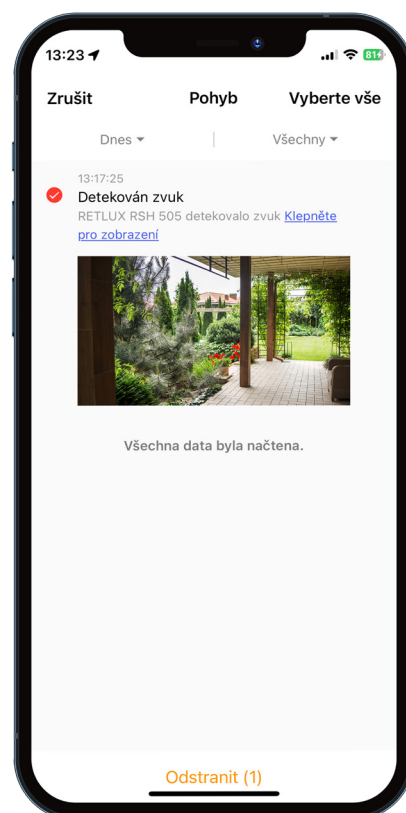 13:23
81
Zrušit Pohyb Vyberte vše
Dnes Všechny
13:17:25
Detekován zvuk
RETLUX RSH 505 detekovalo zvuk Klepněte
pro zobrazení
Všechna data byla načtena.
Odstranit (1)